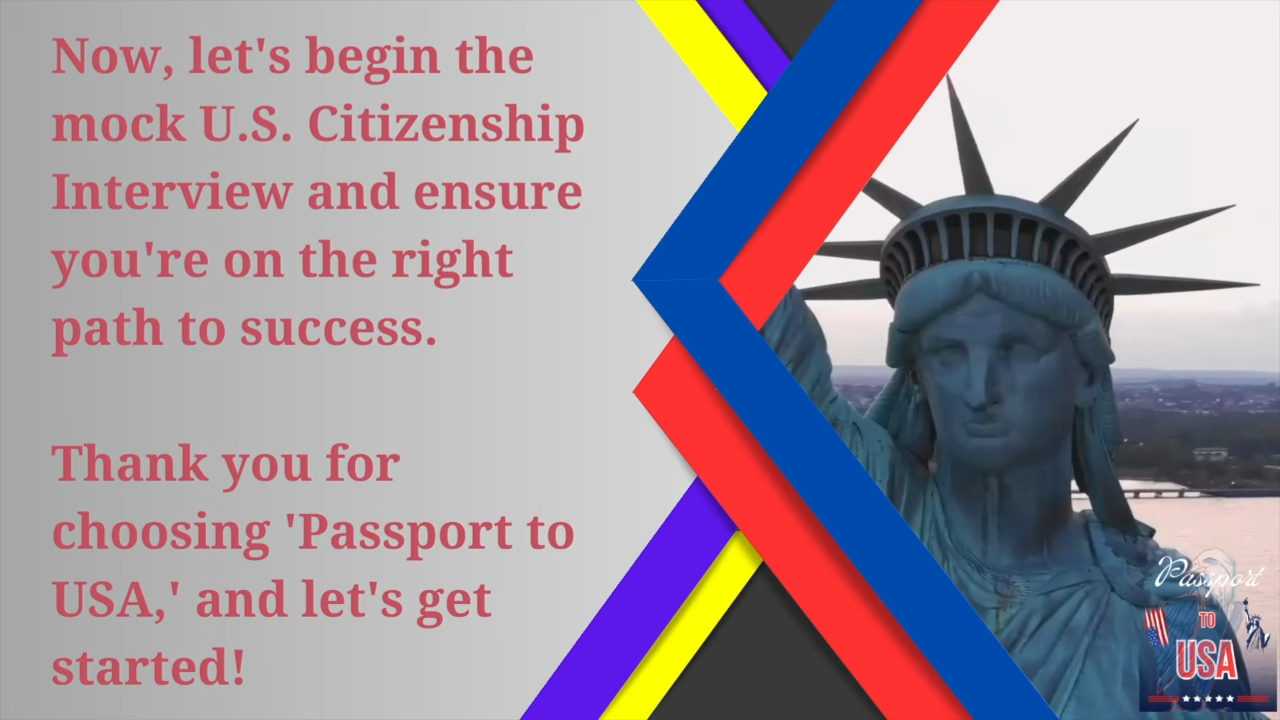 Now, let's begin the
mock U.S. Citizenship
Interview and ensure
you're on the right
path to success.
Thank you for
choosing 'Passport to
USA,' and let's get
started!
Passport
TO
USA